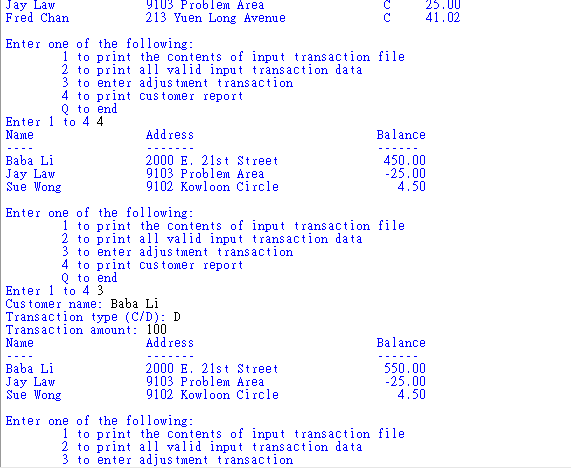 Jay Law 9103 Problem Area C 25.00
Fred Chan 213 Yuen Long Avenue C 41.02
Enter one of the following:
1 to print the contents of input transaction file
2 to print all valid input transaction data
3 to enter adjustment transaction
4 to print customer report
Q to end
Enter 1 to 4 4
Name Address Balance
---- ------- ------
Baba Li 2000 E. 21st Street 450.00
Jay Law 9103 Problem Area -25.00
Sue Wong 9102 Kowloon Circle 4.50
Enter one of the following:
1 to print the contents of input transaction file
2 to print all valid input transaction data
3 to enter adjustment transaction
4 to print customer report
Q to end
Enter 1 to 4 3
Customer name: Baba Li
Transaction type (C/D): D
Transaction amount: 100
Name Address Balance
---- ------- ------
Baba Li 2000 E. 21st Street 550.00
Jay Law 9103 Problem Area -25.00
Sue Wong 9102 Kowloon Circle 4.50
Enter one of the following:
1 to print the contents of input transaction file
2 to print all valid input transaction data
3 to enter adjustment transaction